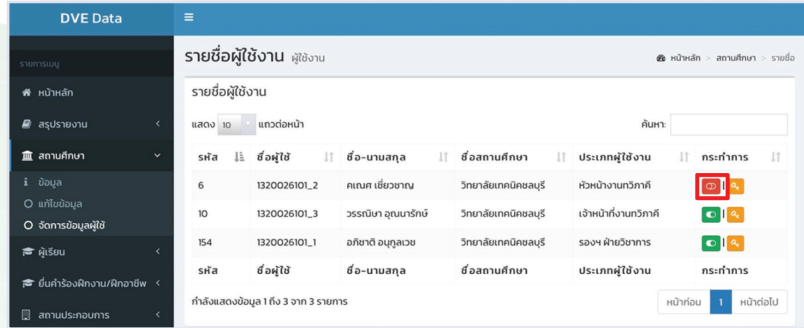 DVE Data
รายชื่อผู้ใช้งาน ผู้ใช้งาน
หน้าหลัก > สถานศึกษา > รายชื่อ
รายการเมนู
หน้าหลัก
สรุปรายงาน
สถานศึกษา
ข้อมูล
แก้ไขข้อมูล
จัดการข้อมูลผู้ใช้
ผู้เรียน
ยื่นคำร้องฝึกงาน/ฝึกอาชีพ
สถานประกอบการ
รายชื่อผู้ใช้งาน
แสดง 10 แถวต่อหน้า
ค้นหา:
รหัส ชื่อผู้ใช้ ชื่อ-นามสกุล ชื่อสถานศึกษา ประเภทผู้ใช้งาน กระทำการ
6 1320026101_2 คเณศ เชี่ยวชาญ วิทยาลัยเทคนิคชลบุรี หัวหน้างานทวิภาคี
10 1320026101_3 วรรณิษา อุณนารักษ์ วิทยาลัยเทคนิคชลบุรี เจ้าหน้าที่งานทวิภาคี
154 1320026101_1 อภิชาติ อนุกูลเวช วิทยาลัยเทคนิคชลบุรี รองฯ ฝ่ายวิชาการ
รหัส ชื่อผู้ใช้ ชื่อ-นามสกุล ชื่อสถานศึกษา ประเภทผู้ใช้งาน กระทำการ
กำลังแสดงข้อมูล 1 ถึง 3 จาก 3 รายการ
หน้าก่อน 1 หน้าต่อไป